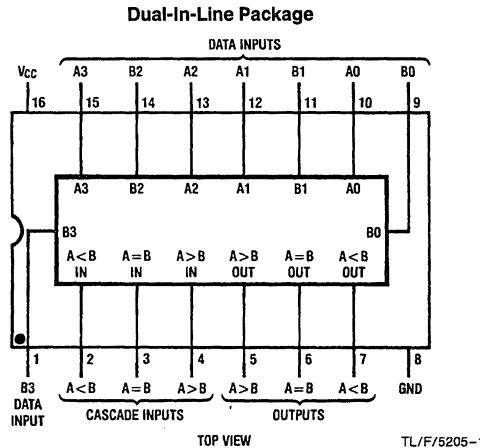 Dual-In-Line Package
DATA INPUTS
VCC A3 B2 A2 A1 B1 A0 B0
16 15 14 13 12 11 10 9
A3 B2 A2 A1 B1 A0
B3 B0
A<B A=B A>B A>B A=B A<B
IN IN IN OUT OUT OUT
1 2 3 4 5 6 7 8
B3 A<B A=B A>B A>B A=B A<B GND
DATA CASCADE INPUTS OUTPUTS
INPUT
TOP VIEW TL/F/5205-1